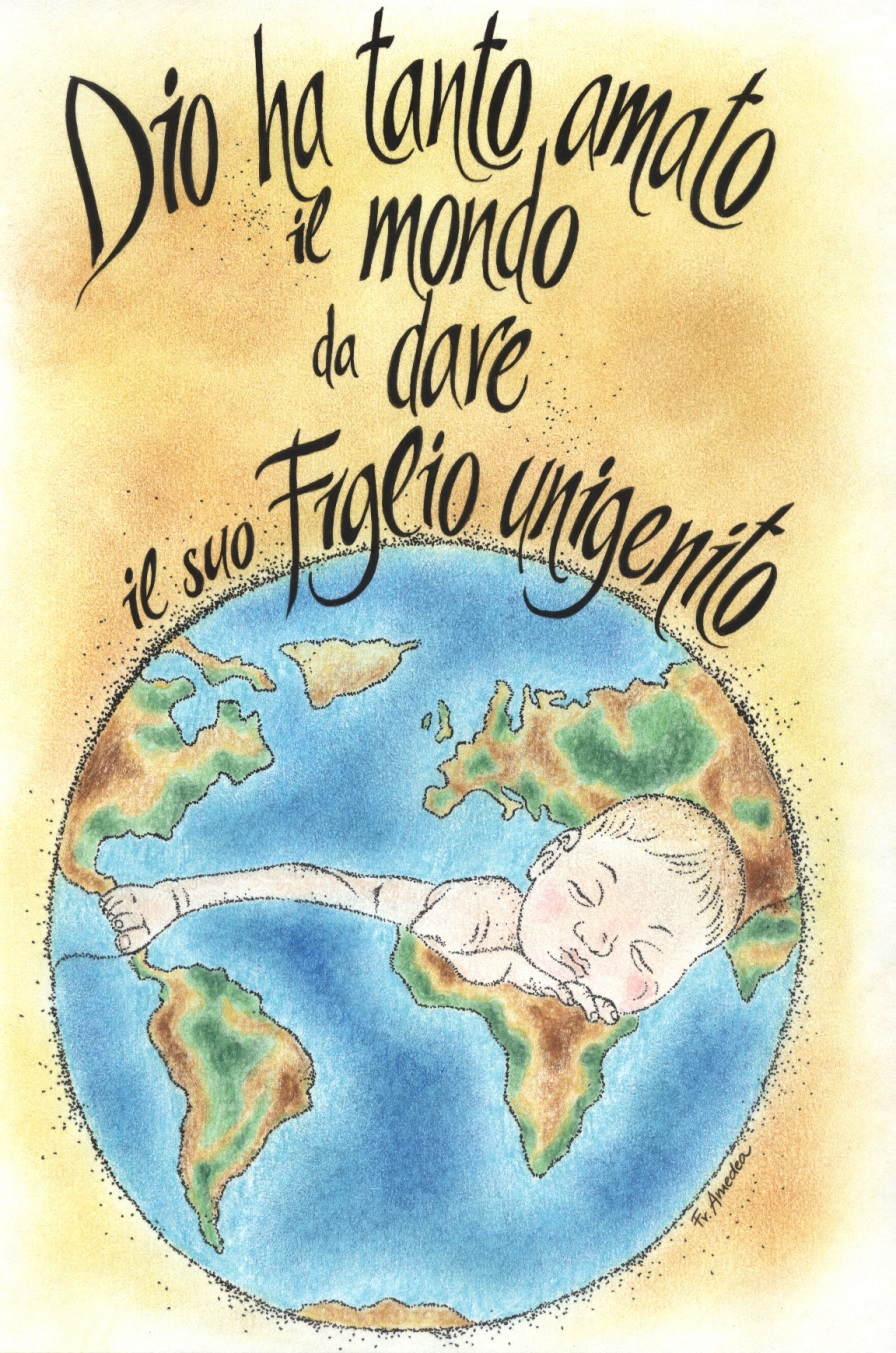 Dio ha tanto amato
il mondo
da dare
il suo Figlio unigenito
Fr. Amedea